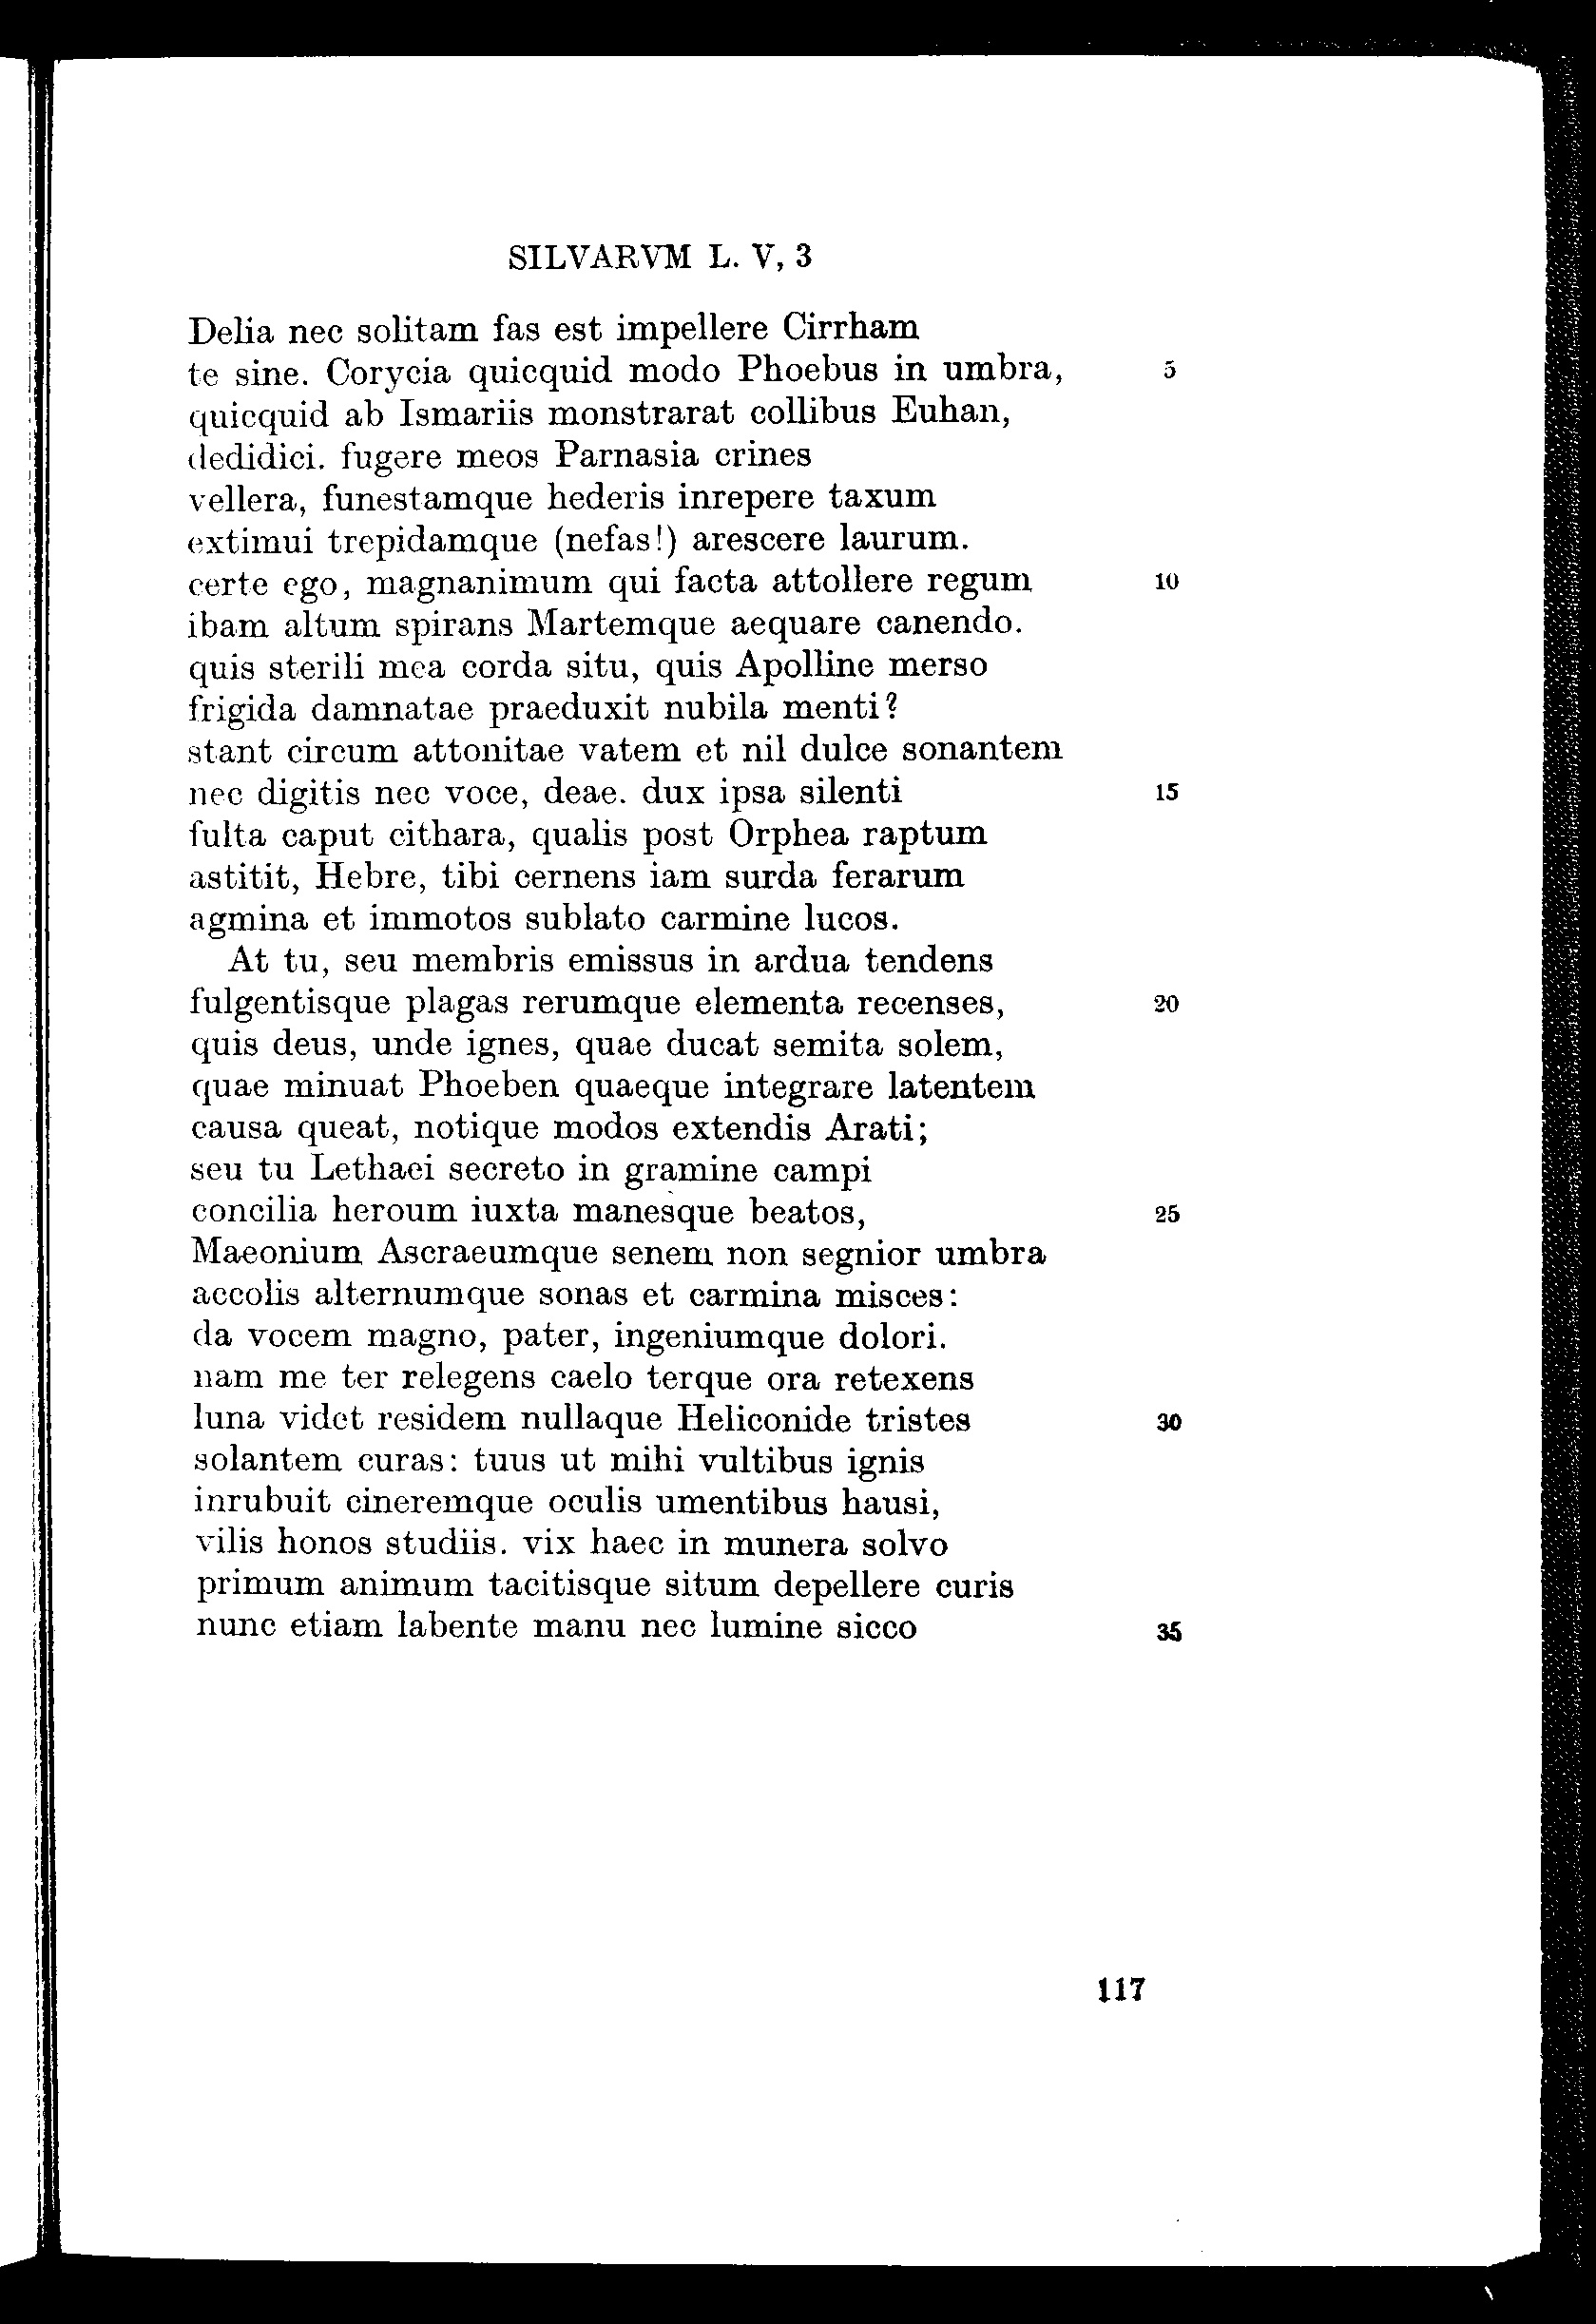 SILVARVM L. V, 3
Delia nec solitam fas est impellere Cirrham
te sine. Corycia quicquid modo Phoebus in umbra, 5
quicquid ab Ismariis monstrarat collibus Euhan,
dedidici. fugere meos Parnasia crines
vellera, funestamque hederis inrepere taxum
extimui trepidamque (nefas!) arescere laurum.
certe ego, magnanimum qui facta attollere regum 10
ibam altum spirans Martemque aequare canendo.
quis sterili mea corda situ, quis Apolline merso
frigida damnatae praeduxit nubila menti?
stant circum attonitae vatem et nil dulce sonantem
nec digitis nec voce, deae. dux ipsa silenti 15
fulta caput cithara, qualis post Orphea raptum
astitit, Hebre, tibi cernens iam surda ferarum
agmina et immotos sublato carmine lucos.
At tu, seu membris emissus in ardua tendens
fulgentisque plagas rerumque elementa recenses, 20
quis deus, unde ignes, quae ducat semita solem,
quae minuat Phoeben quaeque integrare latentem
causa queat, notique modos extendis Arati;
seu tu Lethaei secreto in gramine campi
concilia heroum iuxta manesque beatos, 25
Maeonium Ascraeumque senem non segnior umbra
accolis alternumque sonas et carmina misces:
da vocem magno, pater, ingeniumque dolori.
nam me ter relegens caelo terque ora retexens
luna videt residem nullaque Heliconide tristes 30
solantem curas: tuus ut mihi vultibus ignis
inrubuit cineremque oculis umentibus hausi,
vilis honos studiis. vix haec in munera solvo
primum animum tacitisque situm depellere curis
nunc etiam labente manu nec lumine sicco 35
117